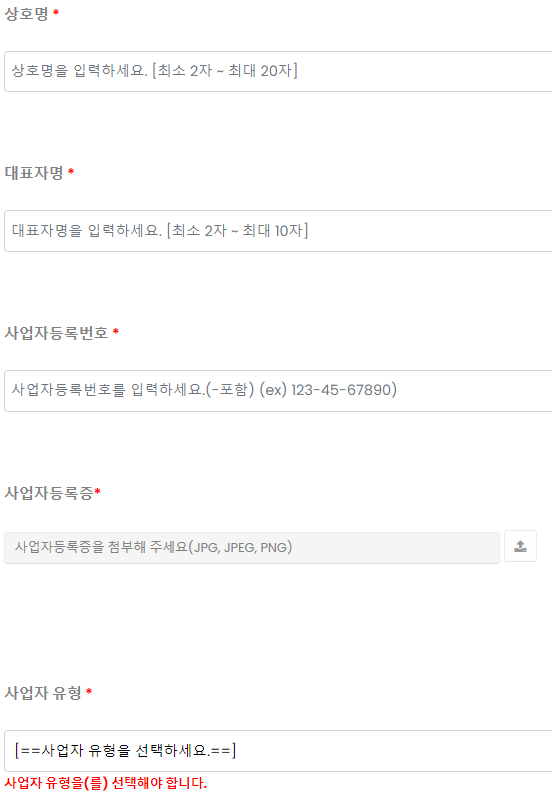 상호명 *
상호명을 입력하세요. [최소 2자 ~ 최대 20자]
대표자명 *
대표자명을 입력하세요. [최소 2자 ~ 최대 10자]
사업자등록번호 *
사업자등록번호를 입력하세요.(-포함) (ex) 123-45-67890)
사업자등록증*
사업자등록증을 첨부해 주세요(JPG, JPEG, PNG)
사업자 유형 *
[==사업자 유형을 선택하세요.==]
사업자 유형을(를) 선택해야 합니다.